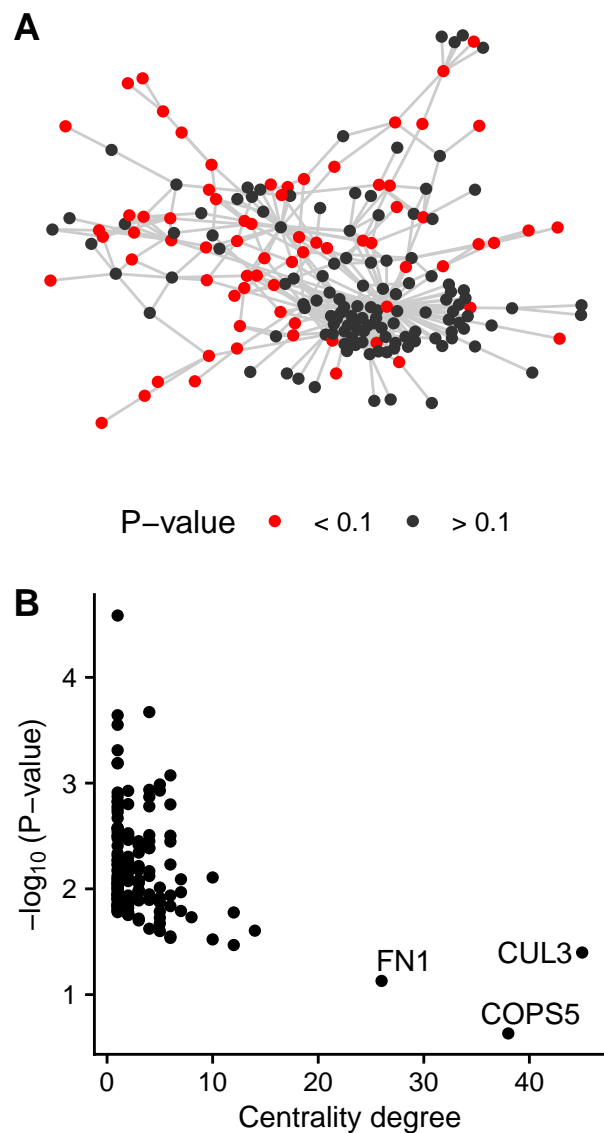 A
P−value < 0.1 > 0.1
B
4
3
2
1
−log₁₀ (P−value)
FN1
CUL3
COPS5
0 10 20 30 40
Centrality degree